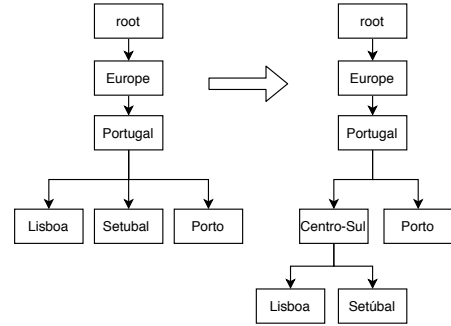 root
Europe
Portugal
Lisboa Setubal Porto
root
Europe
Portugal
Centro-Sul Porto
Lisboa Setúbal